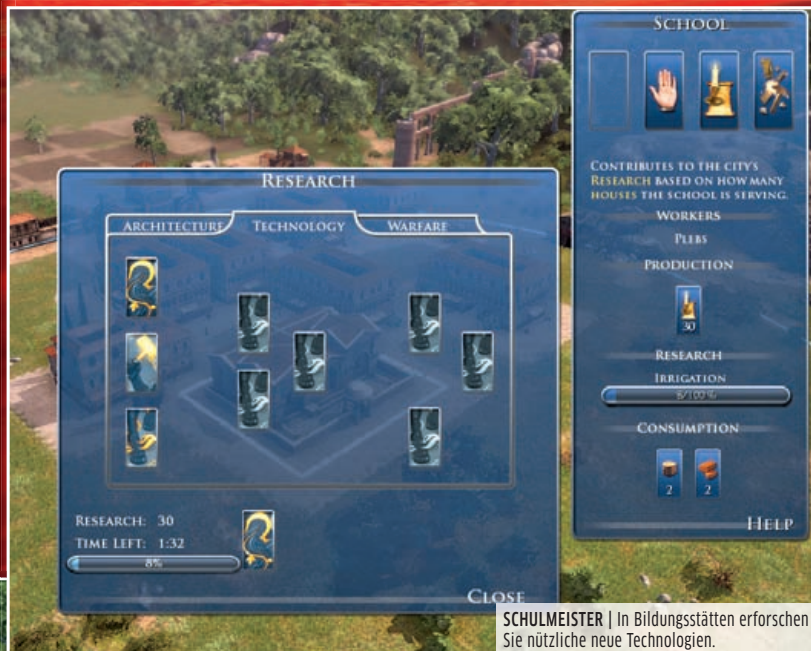 RESEARCH
ARCHITECTURE TECHNOLOGY WARFARE
RESEARCH: 30
TIME LEFT: 1:32
8%
CLOSE
SCHOOL
CONTRIBUTES TO THE CITY'S
RESEARCH BASED ON HOW MANY
HOUSES THE SCHOOL IS SERVING.
WORKERS
PLEBS
PRODUCTION
30
RESEARCH
IRRIGATION
8/100 %
CONSUMPTION
2 2
HELP
SCHULMEISTER | In Bildungsstätten erforschen
Sie nützliche neue Technologien.